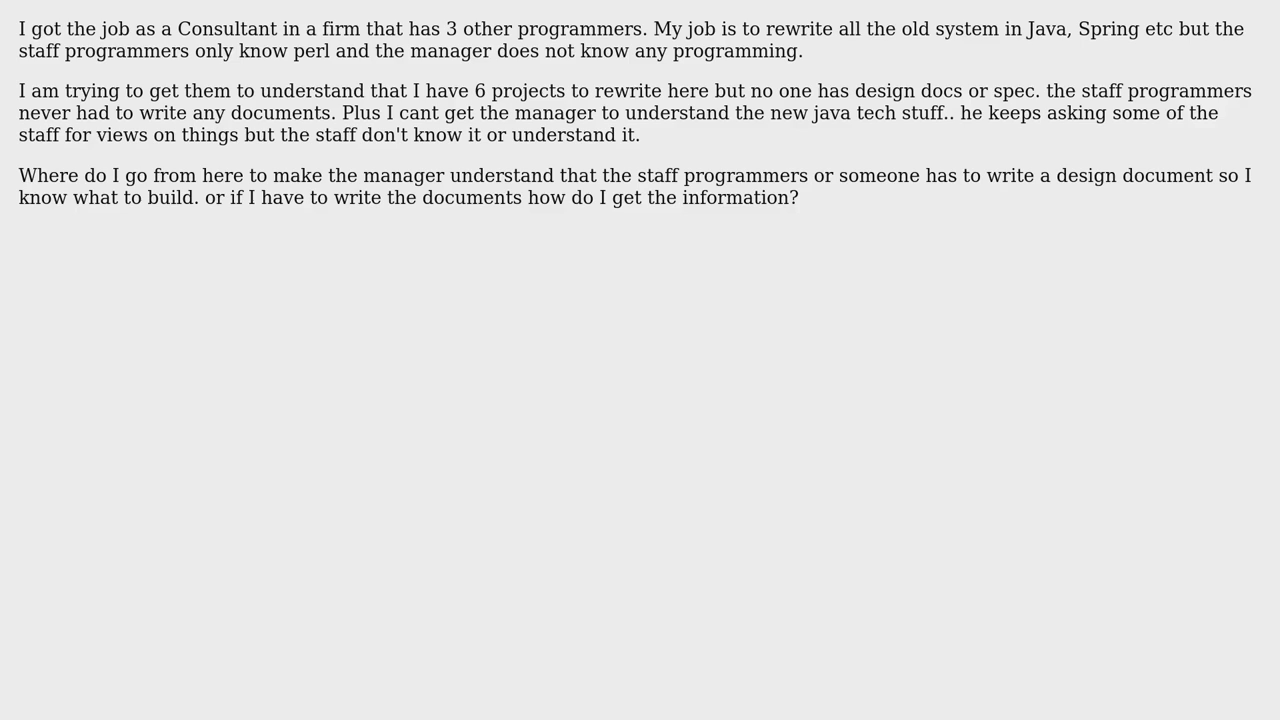 I got the job as a Consultant in a firm that has 3 other programmers. My job is to rewrite all the old system in Java, Spring etc but the
staff programmers only know perl and the manager does not know any programming.
I am trying to get them to understand that I have 6 projects to rewrite here but no one has design docs or spec. the staff programmers
never had to write any documents. Plus I cant get the manager to understand the new java tech stuff.. he keeps asking some of the
staff for views on things but the staff don't know it or understand it.
Where do I go from here to make the manager understand that the staff programmers or someone has to write a design document so I
know what to build. or if I have to write the documents how do I get the information?